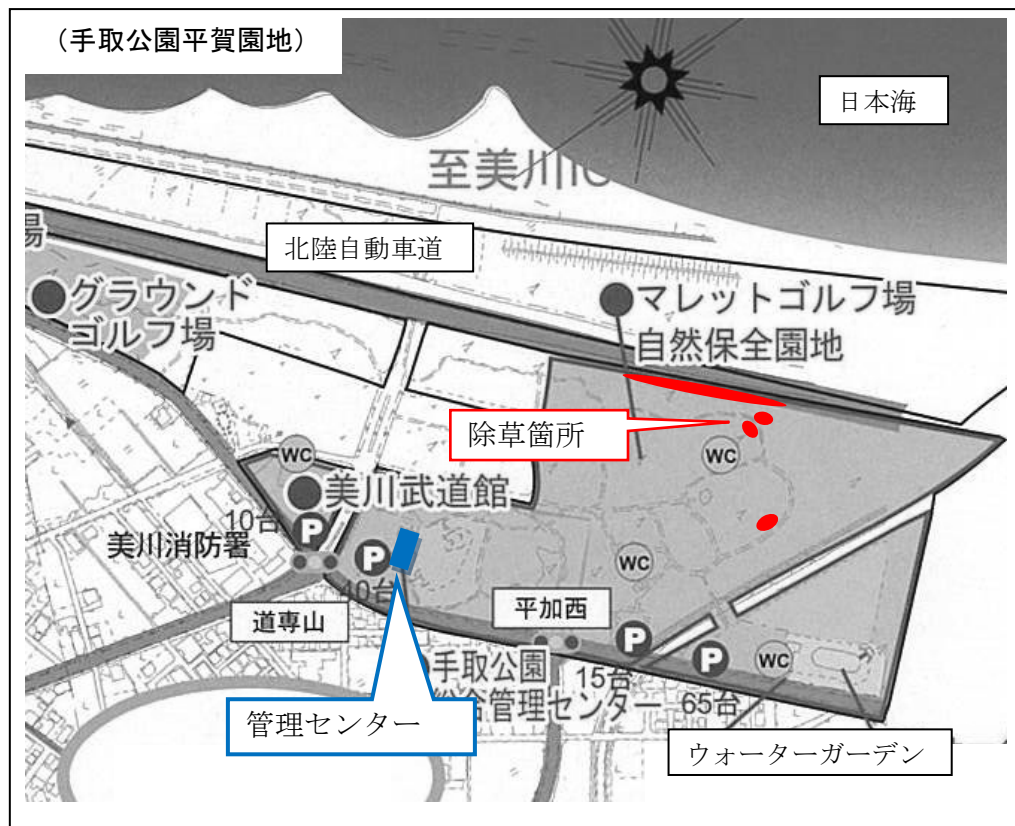 （手取公園平賀園地）
日本海
至美川IC
北陸自動車道
場
グラウンド
ゴルフ場
マレットゴルフ場
自然保全園地
除草箇所
WC
WC
美川武道館
10台
P
美川消防署
P
40台
WC
道専山
平加西
P
P
WC
手取公園
総合管理センター
15台
65台
管理センター
ウォーターガーデン